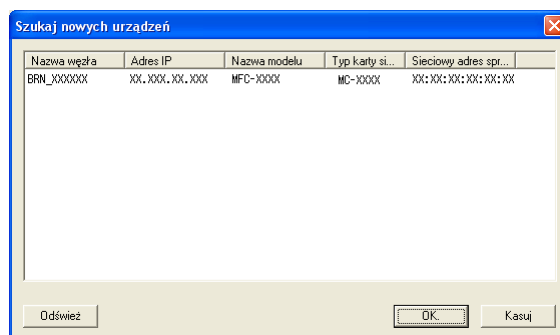 Szukaj nowych urządzeń
Nazwa węzła Adres IP Nazwa modelu Typ karty si... Sieciowy adres spr...
BRN_XXXXXX XX.XXX.XX.XXX MFC-XXXX MC-XXXX XX:XX:XX:XX:XX:XX
Odśwież OK. Kasuj